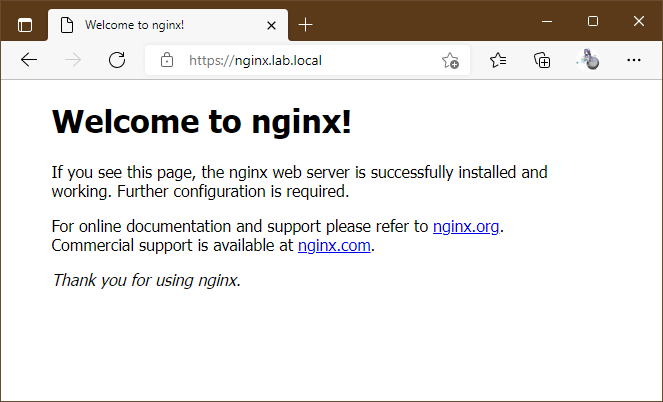 Welcome to nginx!
https://nginx.lab.local
Welcome to nginx!
If you see this page, the nginx web server is successfully installed and
working. Further configuration is required.
For online documentation and support please refer to nginx.org.
Commercial support is available at nginx.com.
Thank you for using nginx.